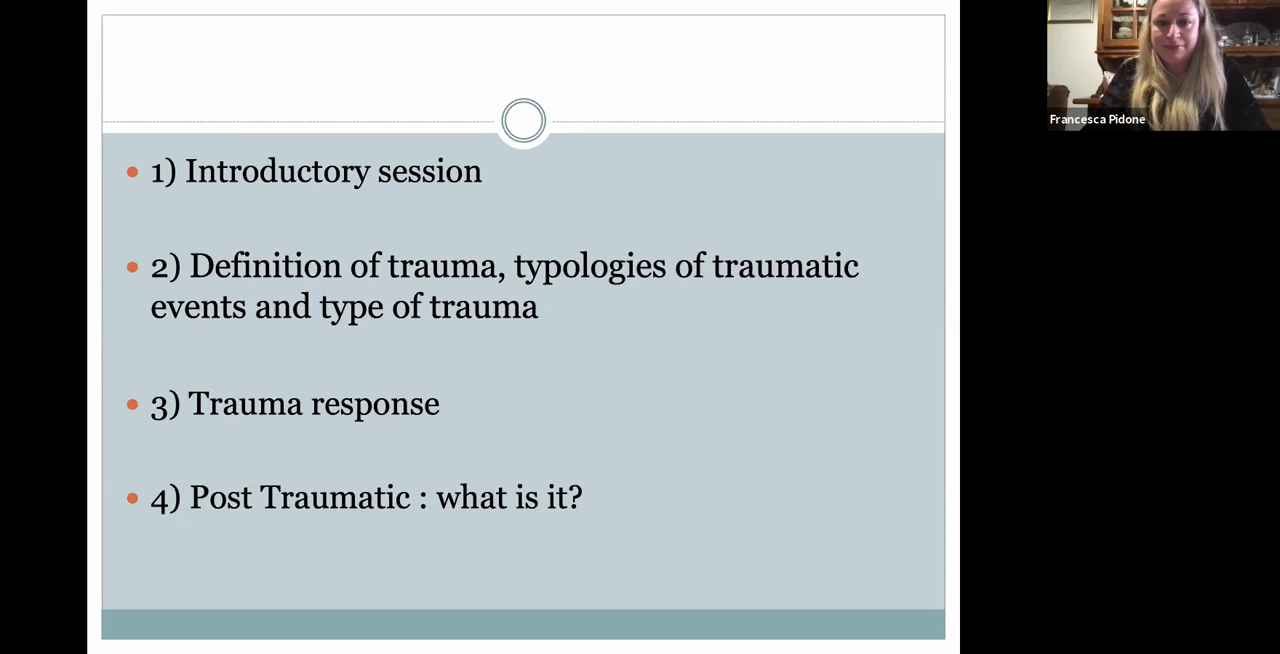 1) Introductory session
2) Definition of trauma, typologies of traumatic
events and type of trauma
3) Trauma response
4) Post Traumatic : what is it?
Francesca Pidone